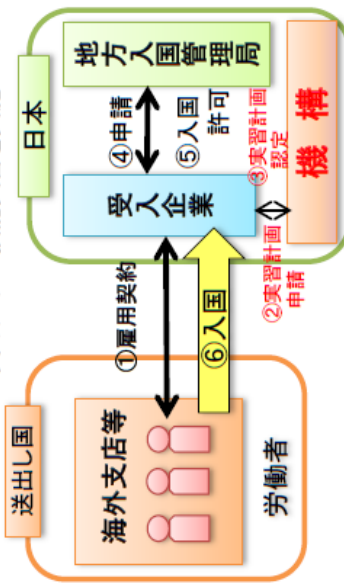 送出し国
海外支店等
労働者
①雇用契約
⑥入国
日本
受入企業
④申請
⑤入国
許可
地方入国管理局
②実習計画
申請
③実習計画
認定
機構